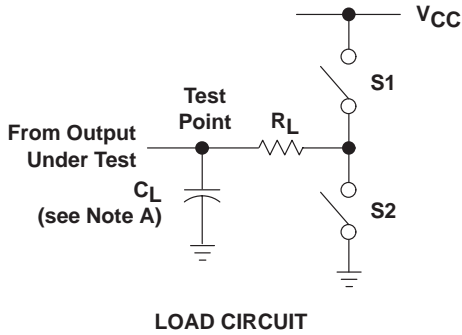 VCC
S1
Test
Point
RL
From Output
Under Test
CL
(see Note A)
S2
LOAD CIRCUIT